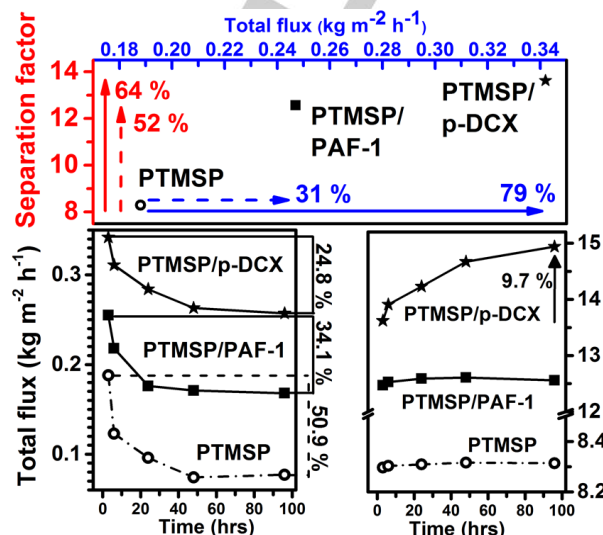 Total flux (kg m⁻² h⁻¹)
0.18 0.20 0.22 0.24 0.26 0.28 0.30 0.32 0.34
Separation factor
14
12
10
8
64 %
52 %
PTMSP
PTMSP/
PAF-1
PTMSP/
p-DCX
31 %
79 %
Total flux (kg m⁻² h⁻¹)
0.3
0.2
0.1
PTMSP/p-DCX
PTMSP/PAF-1
PTMSP
24.8 %
34.1 %
50.9 %
0 20 40 60 80 100
Time (hrs)
15
14
13
12.5
12
8.4
8.2
9.7 %
PTMSP/p-DCX
PTMSP/PAF-1
PTMSP
0 20 40 60 80 100
Time (hrs)